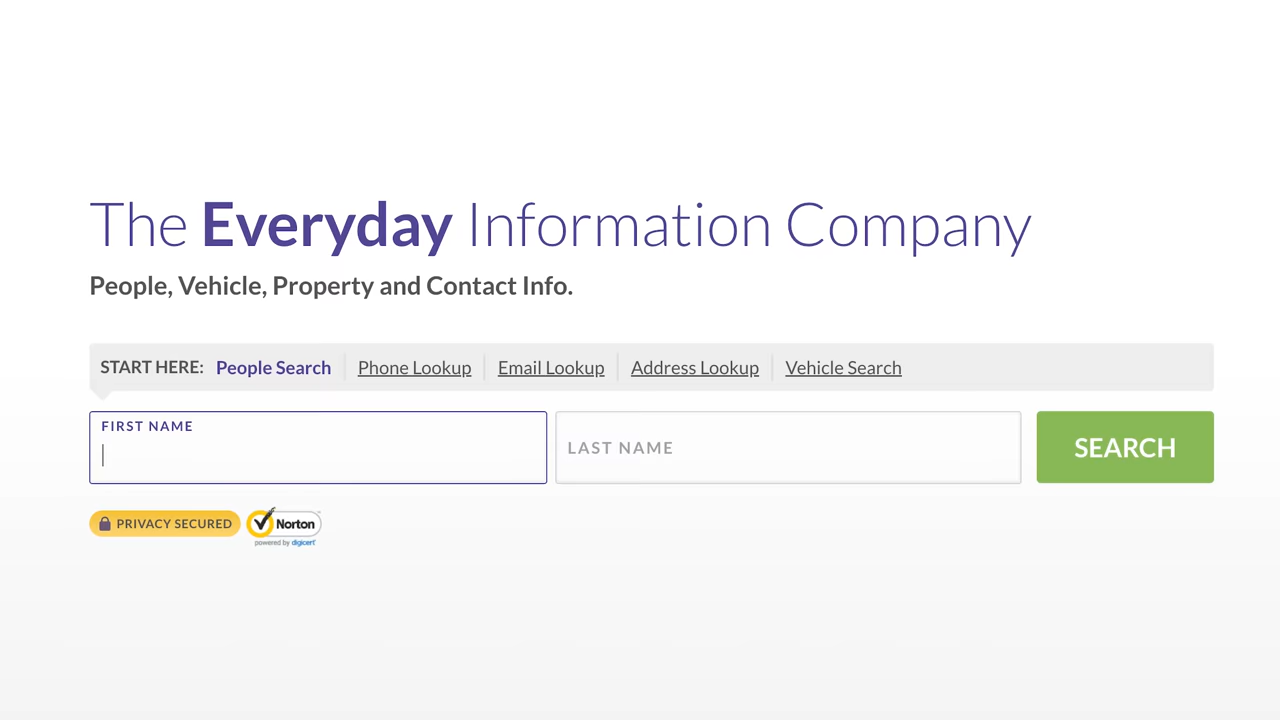 The Everyday Information Company
People, Vehicle, Property and Contact Info.
START HERE: People Search Phone Lookup Email Lookup Address Lookup Vehicle Search
FIRST NAME
LAST NAME
SEARCH
PRIVACY SECURED
Norton
powered by digicert